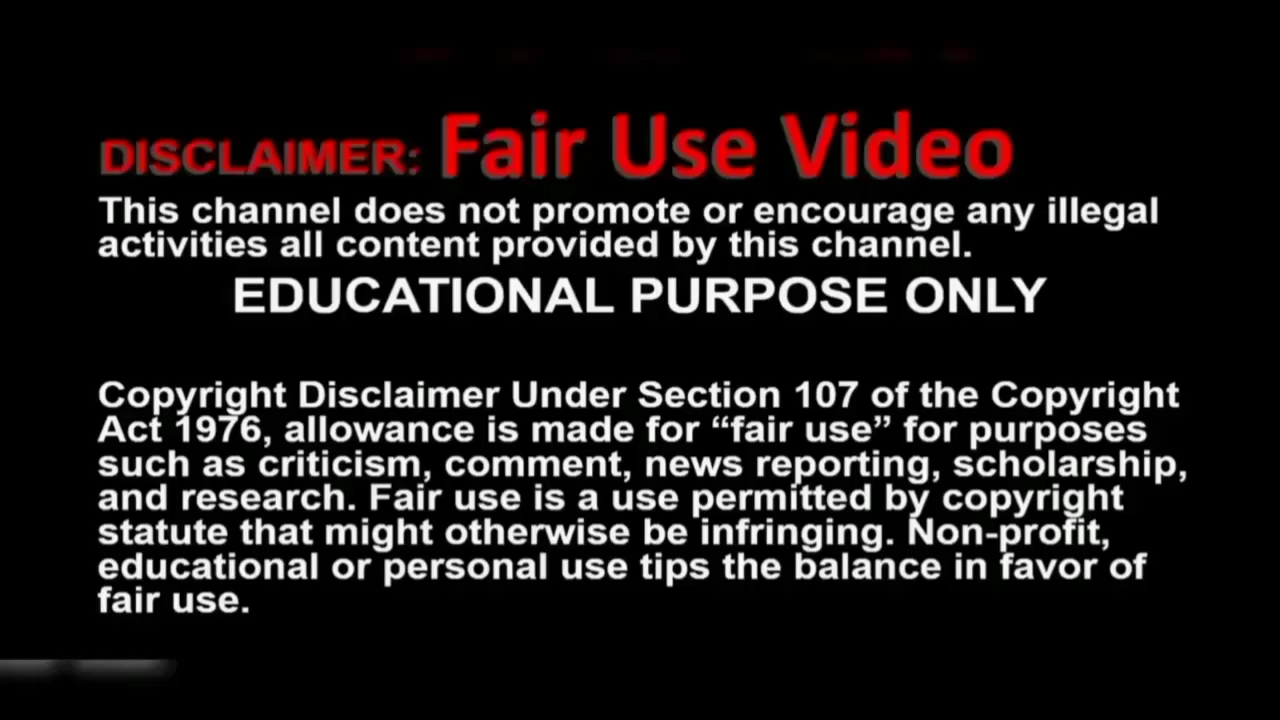 DISCLAIMER: Fair Use Video
This channel does not promote or encourage any illegal
activities all content provided by this channel.
EDUCATIONAL PURPOSE ONLY
Copyright Disclaimer Under Section 107 of the Copyright
Act 1976, allowance is made for “fair use” for purposes
such as criticism, comment, news reporting, scholarship,
and research. Fair use is a use permitted by copyright
statute that might otherwise be infringing. Non-profit,
educational or personal use tips the balance in favor of
fair use.